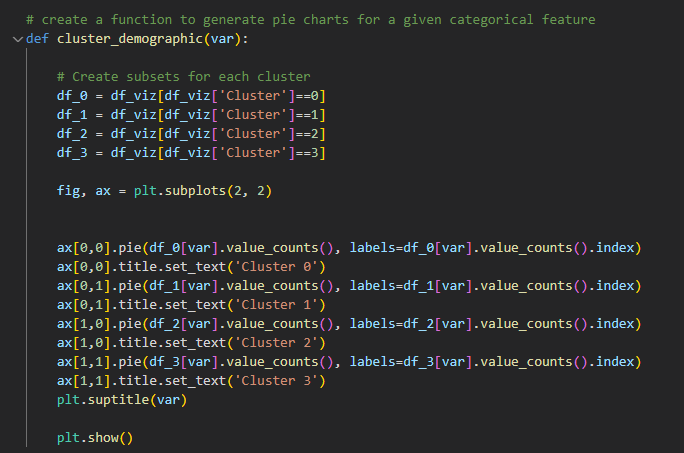 # create a function to generate pie charts for a given categorical feature
def cluster_demographic(var):
# Create subsets for each cluster
df_0 = df_viz[df_viz['Cluster']==0]
df_1 = df_viz[df_viz['Cluster']==1]
df_2 = df_viz[df_viz['Cluster']==2]
df_3 = df_viz[df_viz['Cluster']==3]
fig, ax = plt.subplots(2, 2)
ax[0,0].pie(df_0[var].value_counts(), labels=df_0[var].value_counts().index)
ax[0,0].title.set_text('Cluster 0')
ax[0,1].pie(df_1[var].value_counts(), labels=df_1[var].value_counts().index)
ax[0,1].title.set_text('Cluster 1')
ax[1,0].pie(df_2[var].value_counts(), labels=df_2[var].value_counts().index)
ax[1,0].title.set_text('Cluster 2')
ax[1,1].pie(df_3[var].value_counts(), labels=df_3[var].value_counts().index)
ax[1,1].title.set_text('Cluster 3')
plt.suptitle(var)
plt.show()